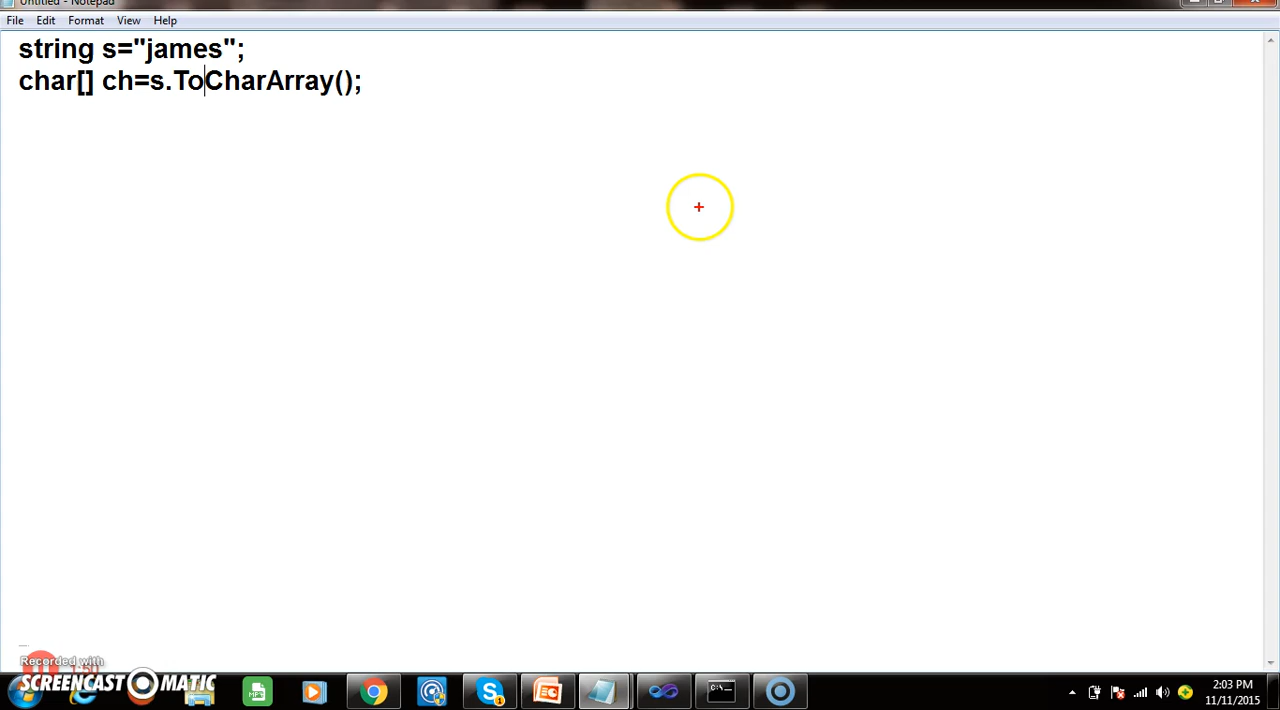 Untitled - Notepad
File Edit Format View Help
string s="james";
char[] ch=s.ToCharArray();
Recorded with
SCREENCAST MATIC
2:03 PM
11/11/2015